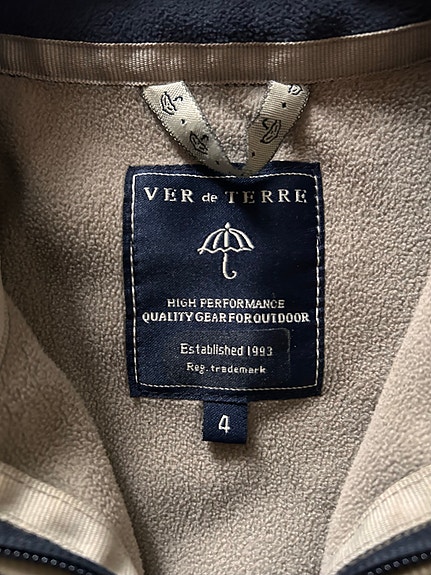 VER de TERRE
HIGH PERFORMANCE
QUALITY GEAR FOR OUTDOOR
Established 1993
Reg. trademark
4